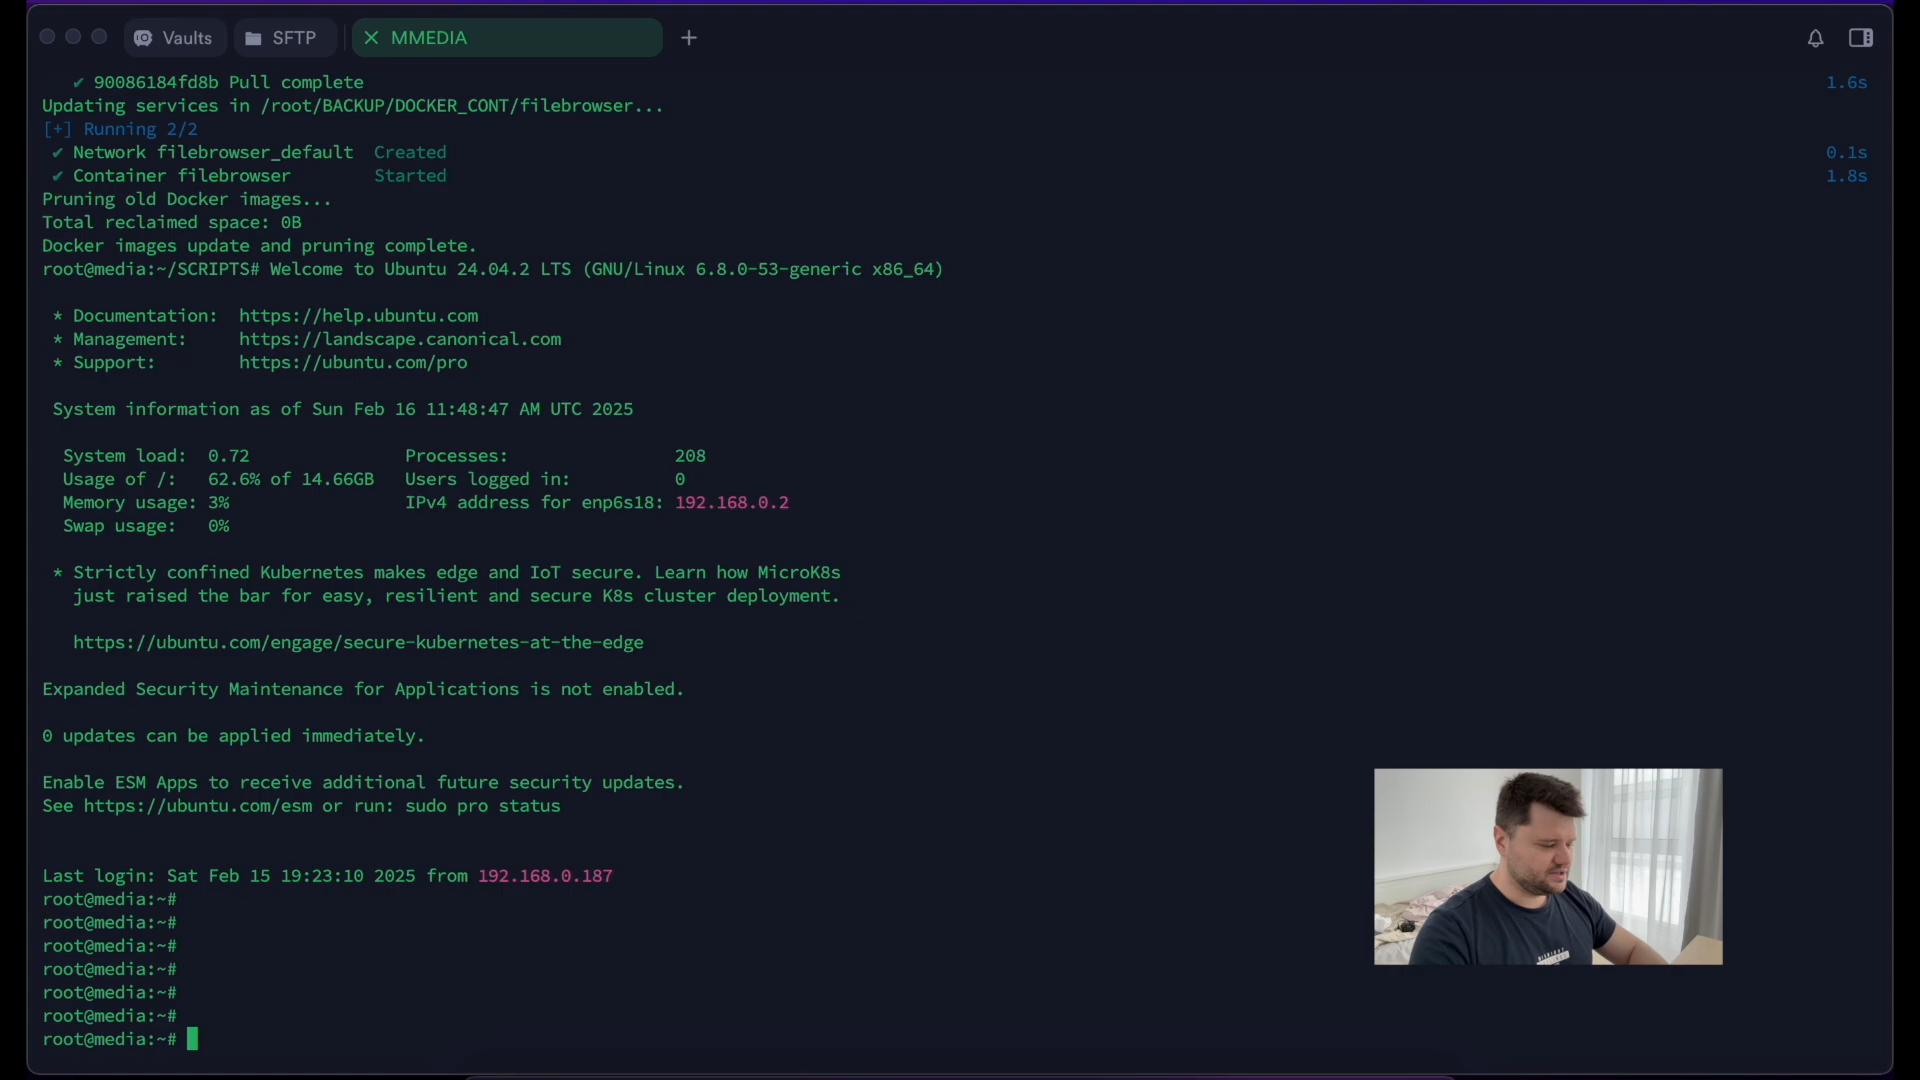 Vaults SFTP MMEDIA
✔ 90086184fd8b Pull complete 1.6s
Updating services in /root/BACKUP/DOCKER_CONT/filebrowser...
[+] Running 2/2
✔ Network filebrowser_default Created 0.1s
✔ Container filebrowser Started 1.8s
Pruning old Docker images...
Total reclaimed space: 0B
Docker images update and pruning complete.
root@media:~/SCRIPTS# Welcome to Ubuntu 24.04.2 LTS (GNU/Linux 6.8.0-53-generic x86_64)
* Documentation: https://help.ubuntu.com
* Management: https://landscape.canonical.com
* Support: https://ubuntu.com/pro
System information as of Sun Feb 16 11:48:47 AM UTC 2025
System load: 0.72 Processes: 208
Usage of /: 62.6% of 14.66GB Users logged in: 0
Memory usage: 3% IPv4 address for enp6s18: 192.168.0.2
Swap usage: 0%
* Strictly confined Kubernetes makes edge and IoT secure. Learn how MicroK8s
just raised the bar for easy, resilient and secure K8s cluster deployment.
https://ubuntu.com/engage/secure-kubernetes-at-the-edge
Expanded Security Maintenance for Applications is not enabled.
0 updates can be applied immediately.
Enable ESM Apps to receive additional future security updates.
See https://ubuntu.com/esm or run: sudo pro status
Last login: Sat Feb 15 19:23:10 2025 from 192.168.0.187
root@media:~#
root@media:~#
root@media:~#
root@media:~#
root@media:~#
root@media:~#
root@media:~#